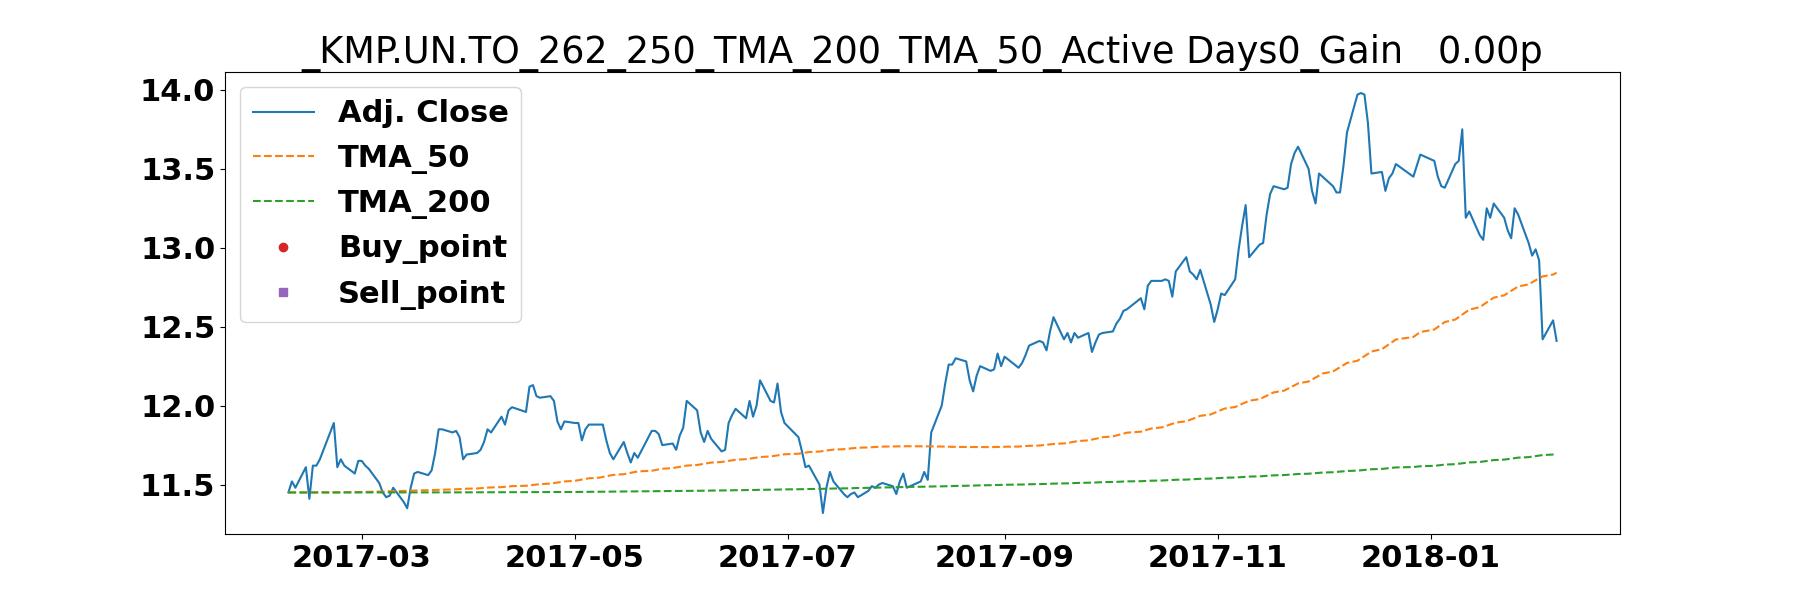 _KMP.UN.TO_262_250_TMA_200_TMA_50_Active Days0_Gain   0.00p
14.0
13.5
13.0
12.5
12.0
11.5
Adj. Close
TMA_50
TMA_200
Buy_point
Sell_point
2017-03 2017-05 2017-07 2017-09 2017-11 2018-01